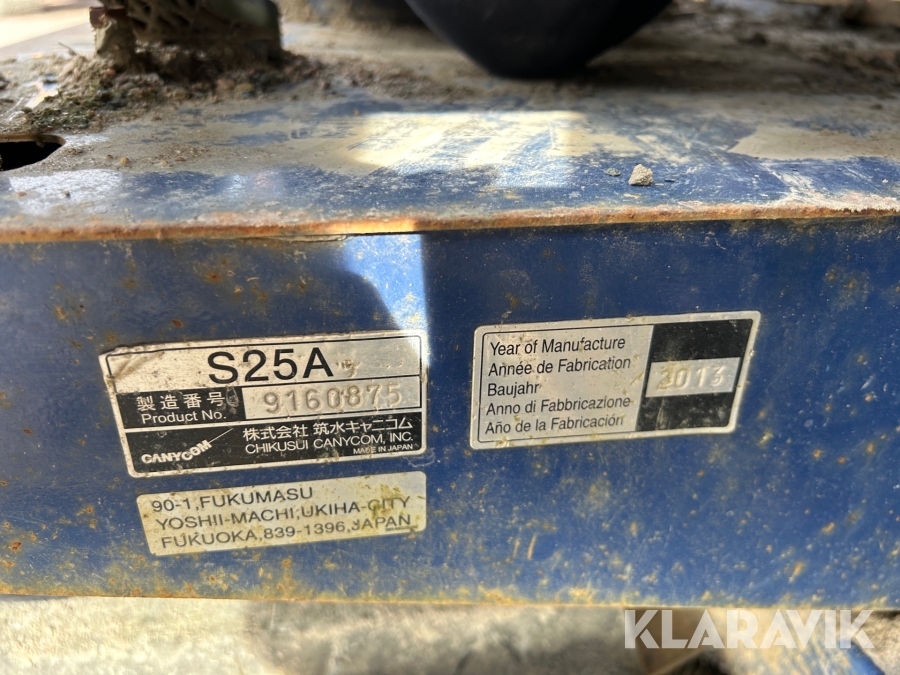 S25A
製造番号
Product No.
9160875
CANYCOM
株式会社 筑水キャニコム
CHIKUSUI CANYCOM, INC.
MADE IN JAPAN
90-1,FUKUMASU
YOSHII-MACHI,UKIHA-CITY
FUKUOKA,839-1396,JAPAN
Year of Manufacture
Année de Fabrication
Baujahr
Anno di Fabbricazione
Año de la Fabricación
2013
KLARAVIK